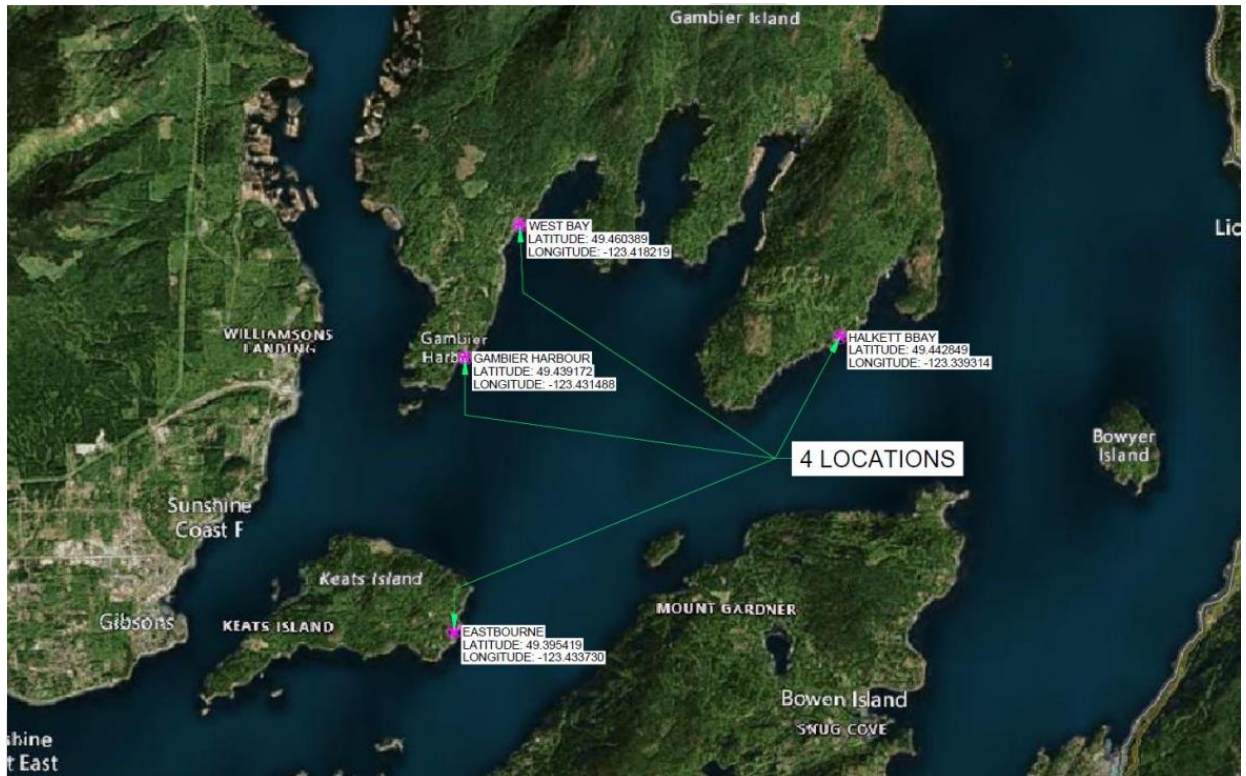 Gambier Island
WEST BAY
LATITUDE: 49.460389
LONGITUDE: -123.418219
Lio
WILLIAMSONS
LANDING
Gambier
Harb
GAMBIER HARBOUR
LATITUDE: 49.439172
LONGITUDE: -123.431488
HALKETT BBAY
LATITUDE: 49.442849
LONGITUDE: -123.339314
4 LOCATIONS
Bowyer
Island
Sunshine
Coast F
Keats Island
Gibsons
KEATS ISLAND
MOUNT GARDNER
EASTBOURNE
LATITUDE: 49.395419
LONGITUDE: -123.433730
Bowen Island
SNUG COVE
shine
t East